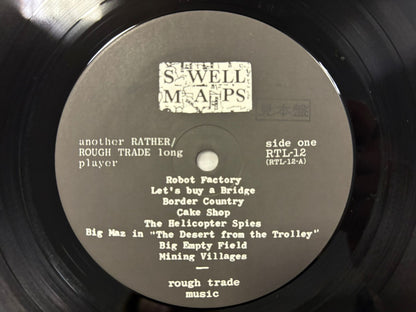 SWELL
MAPS
見本盤
another RATHER/
ROUGH TRADE long
player
side one
RTL-12
(RTL-12-A)
Robot Factory
Let's buy a Bridge
Border Country
Cake Shop
The Helicopter Spies
Big Maz in "The Desert from the Trolley"
Big Empty Field
Mining Villages
rough trade
music